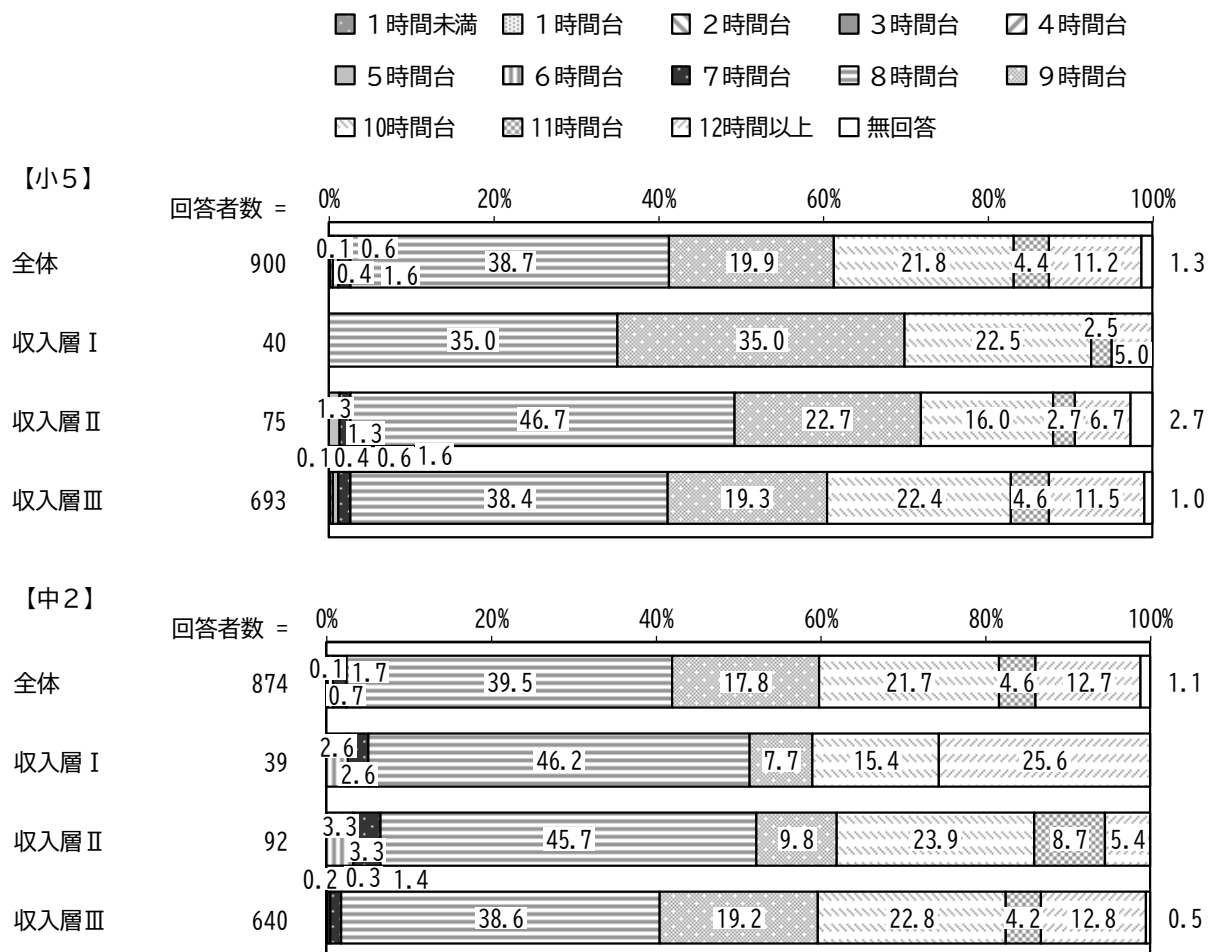 １時間未満 １時間台 ２時間台 ３時間台 ４時間台
５時間台 ６時間台 ７時間台 ８時間台 ９時間台
10時間台 11時間台 12時間以上 無回答
【小５】
回答者数 = 0% 20% 40% 60% 80% 100%
全体 900 0.1 0.6 0.4 1.6 38.7 19.9 21.8 4.4 11.2 1.3
収入層Ⅰ 40 35.0 35.0 22.5 2.5 5.0
収入層Ⅱ 75 1.3 1.3 46.7 22.7 16.0 2.7 6.7 2.7
0.1 0.4 0.6 1.6
収入層Ⅲ 693 38.4 19.3 22.4 4.6 11.5 1.0
【中２】
回答者数 = 0% 20% 40% 60% 80% 100%
全体 874 0.1 1.7 0.7 39.5 17.8 21.7 4.6 12.7 1.1
収入層Ⅰ 39 2.6 2.6 46.2 7.7 15.4 25.6
収入層Ⅱ 92 3.3 3.3 45.7 9.8 23.9 8.7 5.4
0.2 0.3 1.4
収入層Ⅲ 640 38.6 19.2 22.8 4.2 12.8 0.5